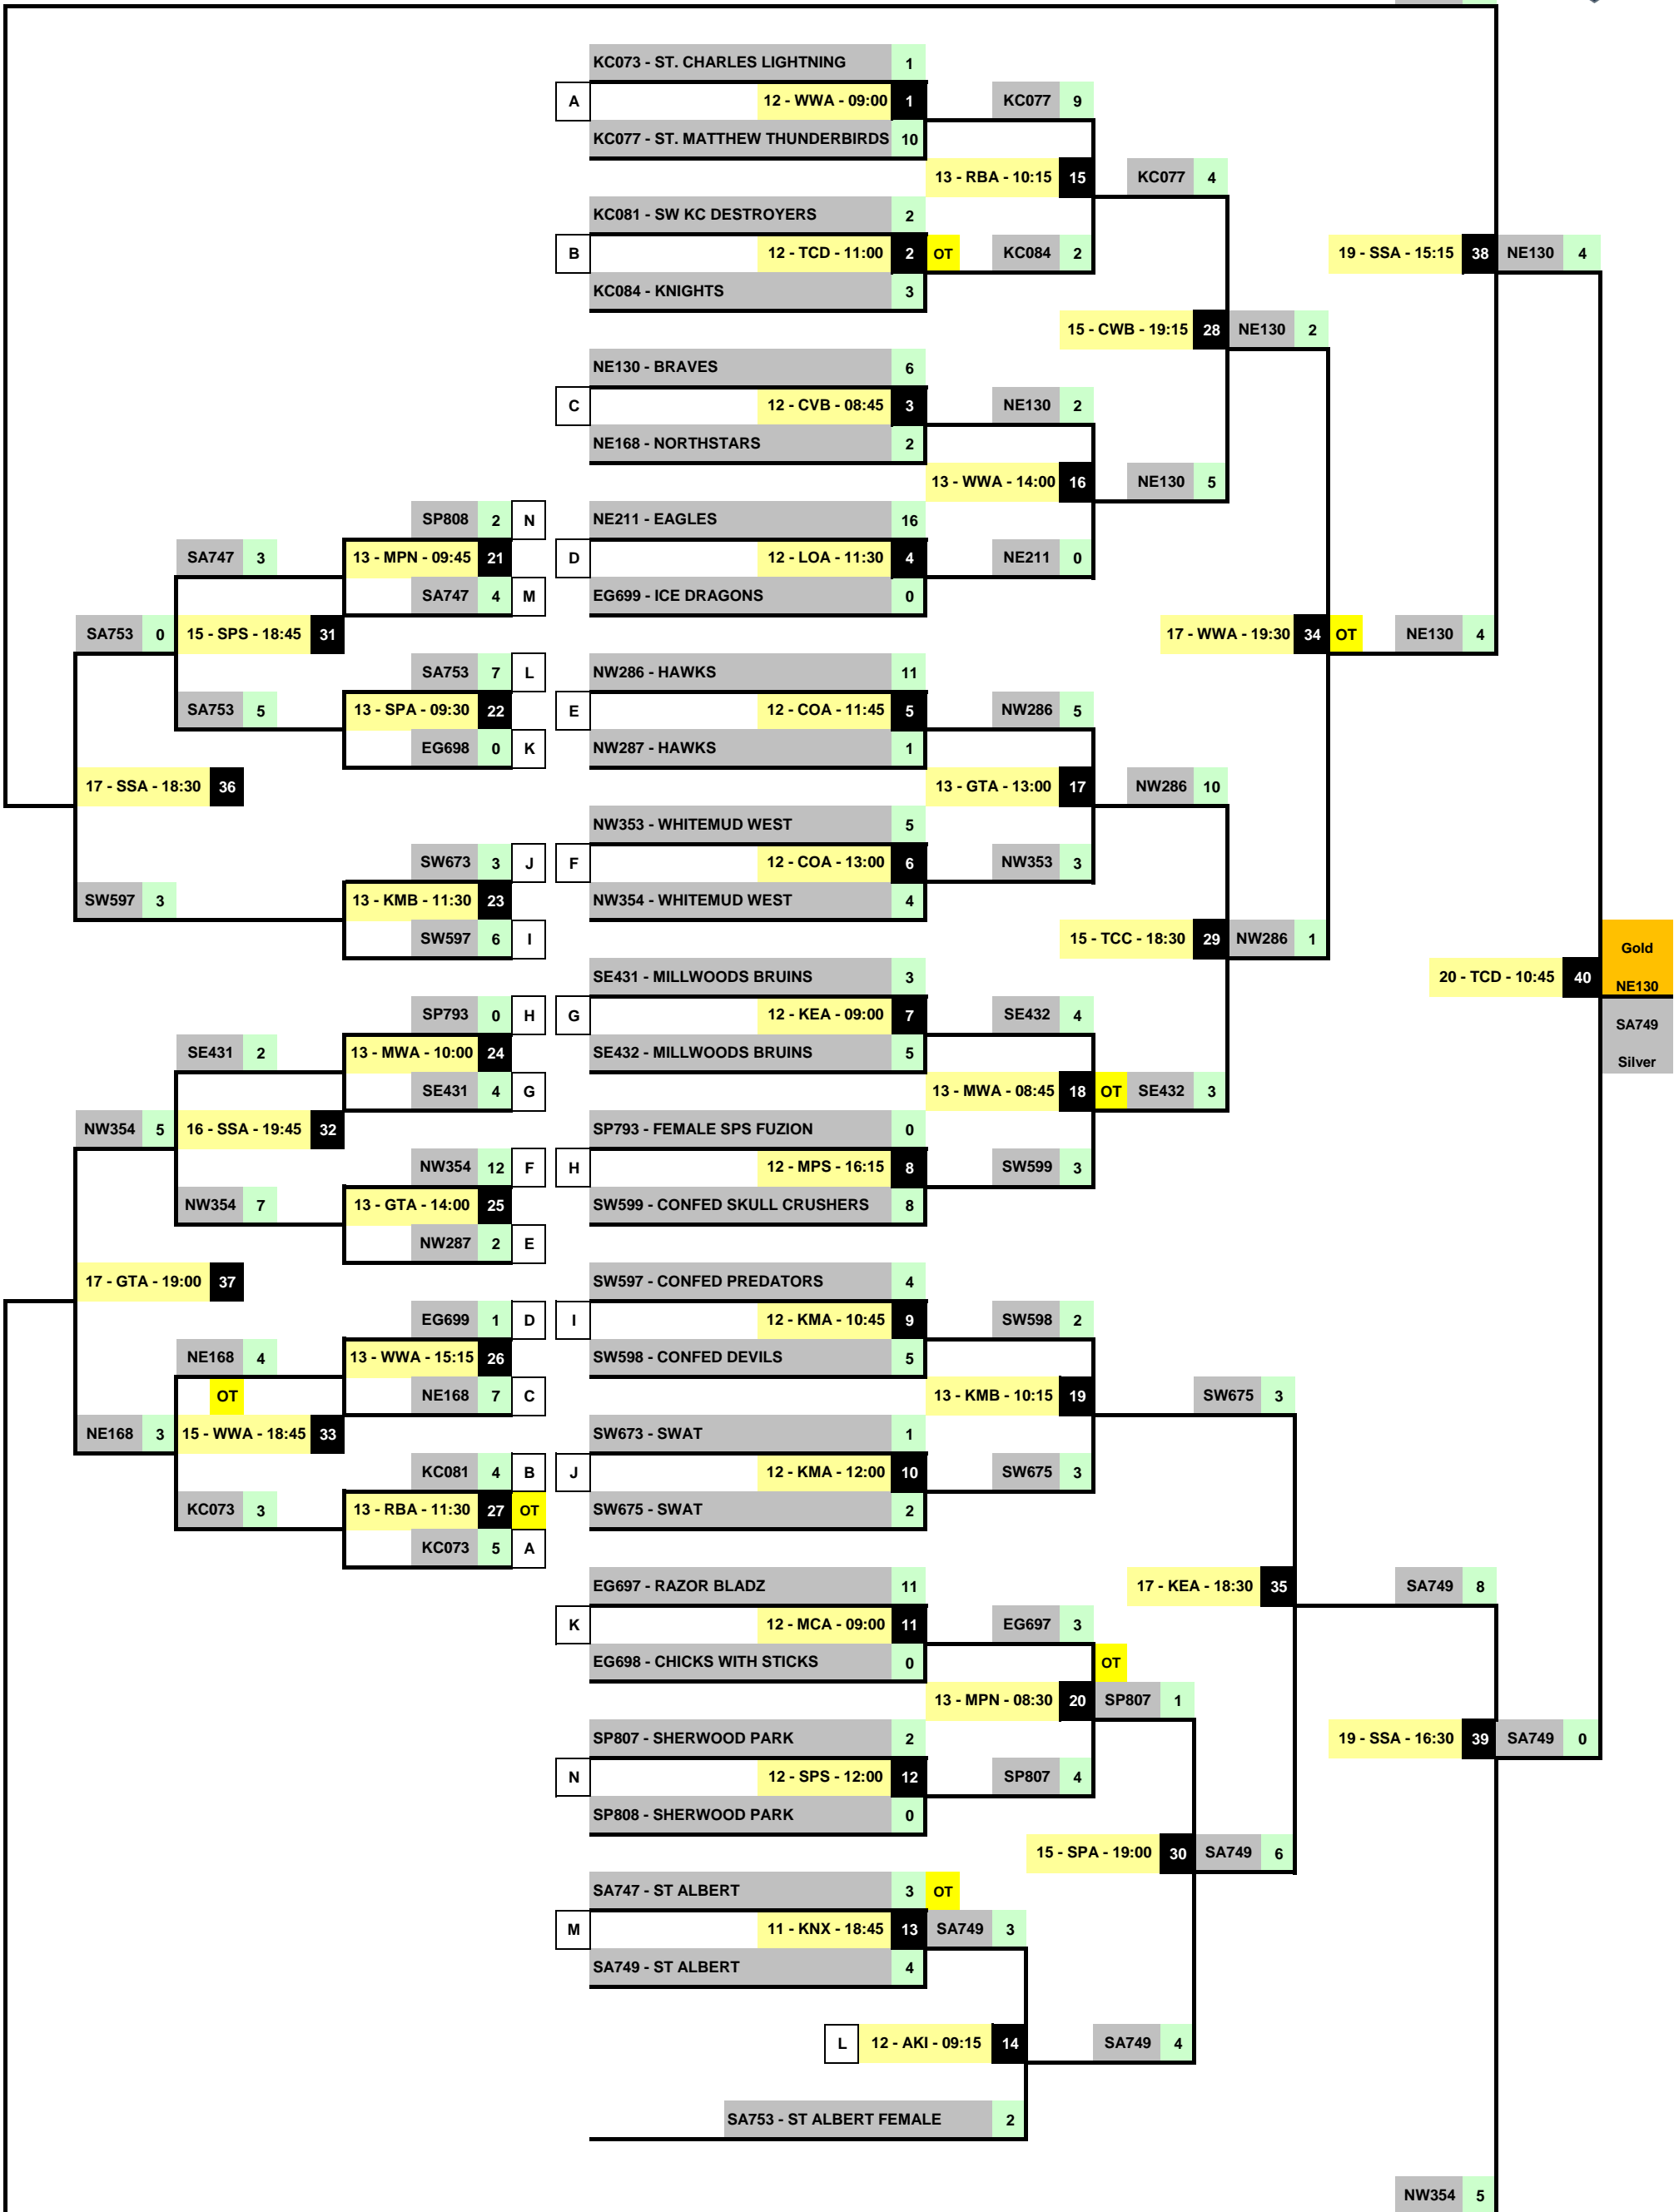 KC073 - ST. CHARLES LIGHTNING 1
A 12 - WWA - 09:00 1 KC077 9
KC077 - ST. MATTHEW THUNDERBIRDS 10
13 - RBA - 10:15 15 KC077 4
KC081 - SW KC DESTROYERS 2
B 12 - TCD - 11:00 2 OT KC084 2 19 - SSA - 15:15 38 NE130 4
KC084 - KNIGHTS 3
15 - CWB - 19:15 28 NE130 2
NE130 - BRAVES 6
C 12 - CVB - 08:45 3 NE130 2
NE168 - NORTHSTARS 2
13 - WWA - 14:00 16 NE130 5
SP808 2 N NE211 - EAGLES 16
SA747 3 13 - MPN - 09:45 21 D 12 - LOA - 11:30 4 NE211 0
SA747 4 M EG699 - ICE DRAGONS 0
SA753 0 15 - SPS - 18:45 31 17 - WWA - 19:30 34 OT NE130 4
SA753 7 L NW286 - HAWKS 11
SA753 5 13 - SPA - 09:30 22 E 12 - COA - 11:45 5 NW286 5
EG698 0 K NW287 - HAWKS 1
17 - SSA - 18:30 36 13 - GTA - 13:00 17 NW286 10
NW353 - WHITEMUD WEST 5
SW673 3 J F 12 - COA - 13:00 6 NW353 3
SW597 3 13 - KMB - 11:30 23 NW354 - WHITEMUD WEST 4
SW597 6 I 15 - TCC - 18:30 29 NW286 1 Gold
SE431 - MILLWOODS BRUINS 3 20 - TCD - 10:45 40 NE130
SP793 0 H G 12 - KEA - 09:00 7 SE432 4 SA749
SE431 2 13 - MWA - 10:00 24 SE432 - MILLWOODS BRUINS 5 Silver
SE431 4 G 13 - MWA - 08:45 18 OT SE432 3
NW354 5 16 - SSA - 19:45 32 SP793 - FEMALE SPS FUZION 0
NW354 12 F H 12 - MPS - 16:15 8 SW599 3
NW354 7 13 - GTA - 14:00 25 SW599 - CONFED SKULL CRUSHERS 8
NW287 2 E
17 - GTA - 19:00 37 SW597 - CONFED PREDATORS 4
EG699 1 D I 12 - KMA - 10:45 9 SW598 2
NE168 4 13 - WWA - 15:15 26 SW598 - CONFED DEVILS 5
OT NE168 7 C 13 - KMB - 10:15 19 SW675 3
NE168 3 15 - WWA - 18:45 33 SW673 - SWAT 1
KC081 4 B J 12 - KMA - 12:00 10 SW675 3
KC073 3 13 - RBA - 11:30 27 OT SW675 - SWAT 2
KC073 5 A
EG697 - RAZOR BLADZ 11 17 - KEA - 18:30 35 SA749 8
K 12 - MCA - 09:00 11 EG697 3
EG698 - CHICKS WITH STICKS 0 OT
13 - MPN - 08:30 20 SP807 1
SP807 - SHERWOOD PARK 2 19 - SSA - 16:30 39 SA749 0
N 12 - SPS - 12:00 12 SP807 4
SP808 - SHERWOOD PARK 0
15 - SPA - 19:00 30 SA749 6
SA747 - ST ALBERT 3 OT
M 11 - KNX - 18:45 13 SA749 3
SA749 - ST ALBERT 4
L 12 - AKI - 09:15 14 SA749 4
SA753 - ST ALBERT FEMALE 2
NW354 5